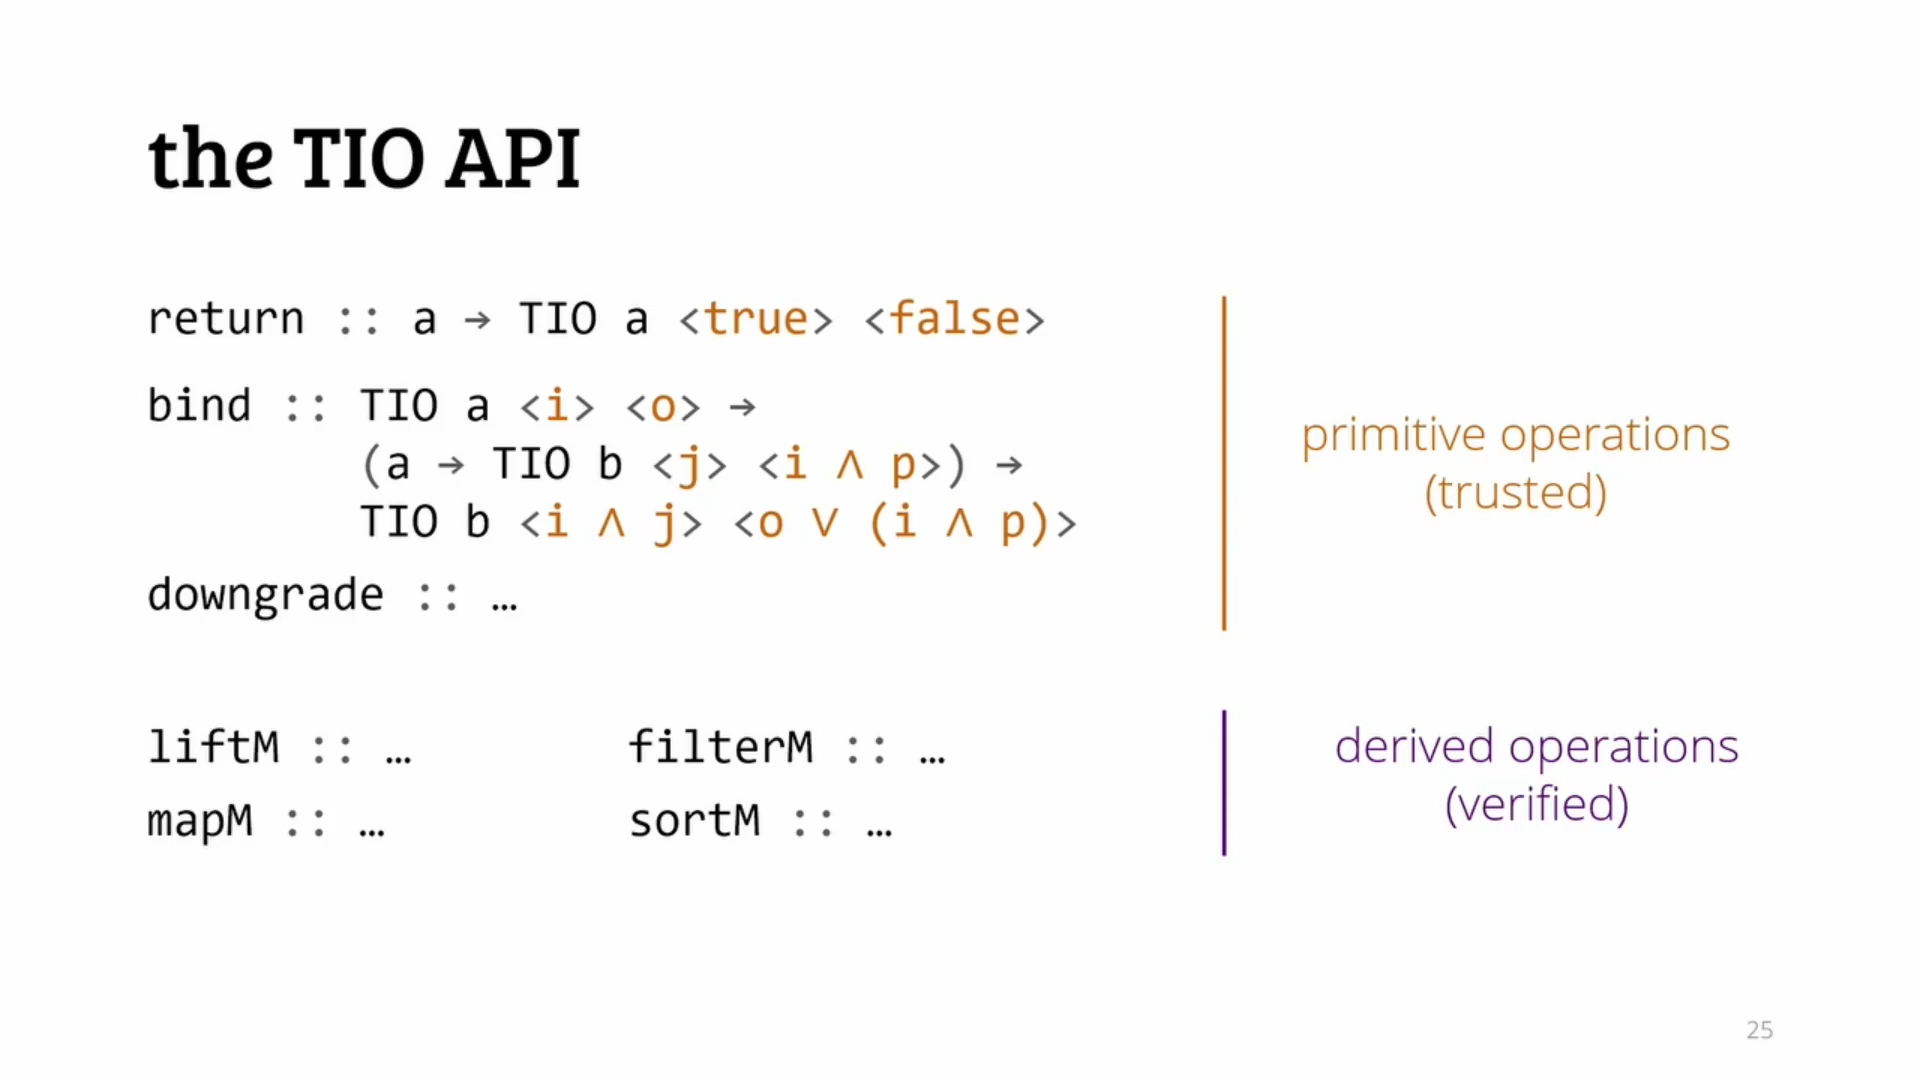 the TIO API
return :: a → TIO a <true> <false>
bind :: TIO a <i> <o> →
(a → TIO b <j> <i ∧ p>) →
TIO b <i ∧ j> <o ∨ (i ∧ p)>
downgrade :: …
primitive operations
(trusted)
liftM :: … filterM :: …
mapM :: … sortM :: …
derived operations
(verified)
25